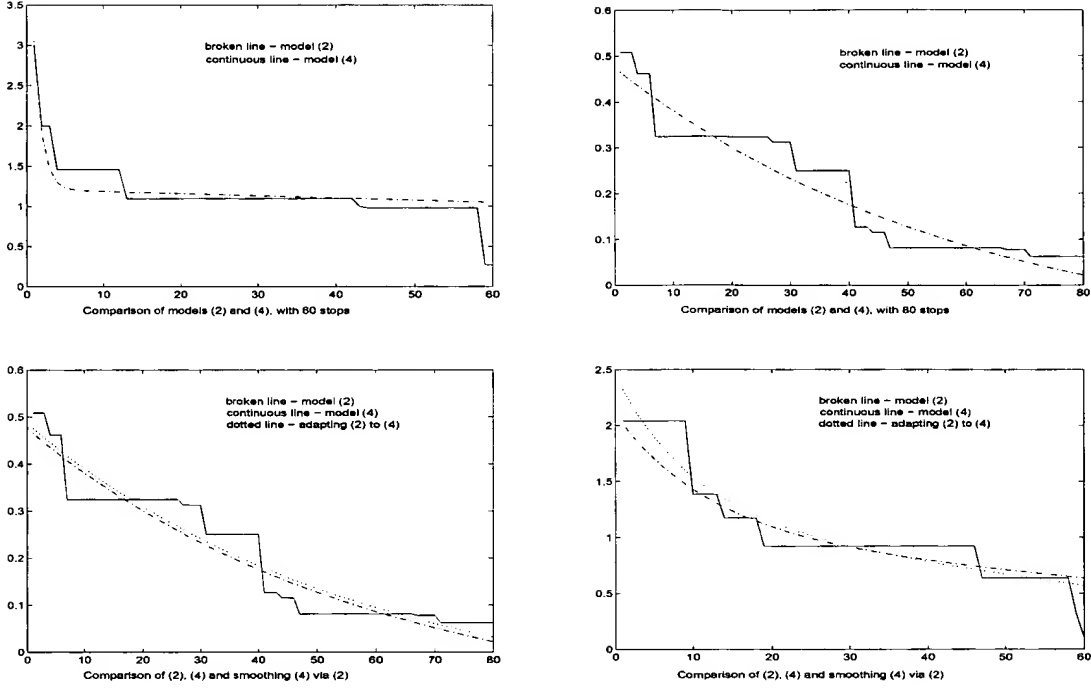 3.5
3
2.5
2
1.5
1
0.5
0
0 10 20 30 40 50 60
broken line – model (2)
continuous line – model (4)
Comparison of models (2) and (4), with 60 stops
0.6
0.5
0.4
0.3
0.2
0.1
0
0 10 20 30 40 50 60 70 80
broken line – model (2)
continuous line – model (4)
Comparison of models (2) and (4), with 80 stops
0.6
0.5
0.4
0.3
0.2
0.1
0
0 10 20 30 40 50 60 70 80
broken line – model (2)
continuous line – model (4)
dotted line – adapting (2) to (4)
Comparison of (2), (4) and smoothing (4) via (2)
2.5
2
1.5
1
0.5
0
0 10 20 30 40 50 60
broken line – model (2)
continuous line – model (4)
dotted line – adapting (2) to (4)
Comparison of (2), (4) and smoothing (4) via (2)